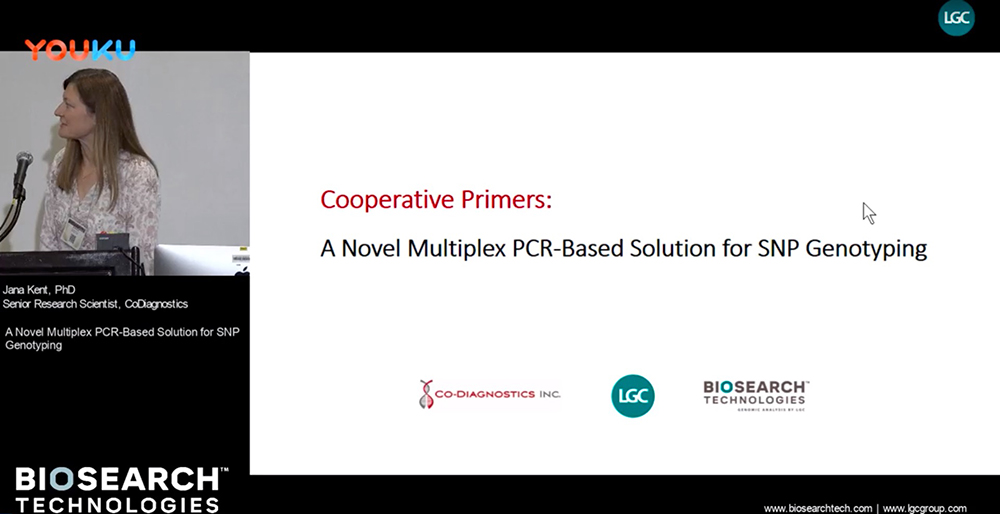 LGC
YOUKU
Cooperative Primers:
A Novel Multiplex PCR-Based Solution for SNP Genotyping
Jana Kent, PhD
Senior Research Scientist, CoDiagnostics
A Novel Multiplex PCR-Based Solution for SNP
Genotyping
CO-DIAGNOSTICS INC.
LGC
BIOSEARCH™
TECHNOLOGIES
GENOMIC ANALYSIS BY LGC
BIOSEARCH™
TECHNOLOGIES
www.biosearchtech.com | www.lgcgroup.com